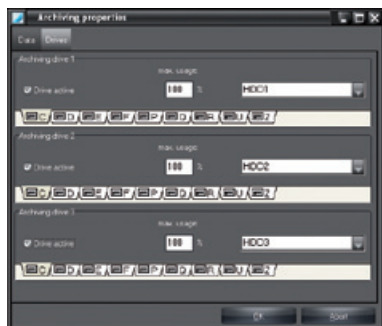 Archiving properties
Data Drives
Archiving drive 1
max. usage:
Drive active 100 % HDD1
C D E F P Q R U Z
Archiving drive 2
max. usage:
Drive active 100 % HDD2
C D E F P Q R U Z
Archiving drive 3
max. usage:
Drive active 100 % HDD3
C D E F P Q R U Z
OK Abort